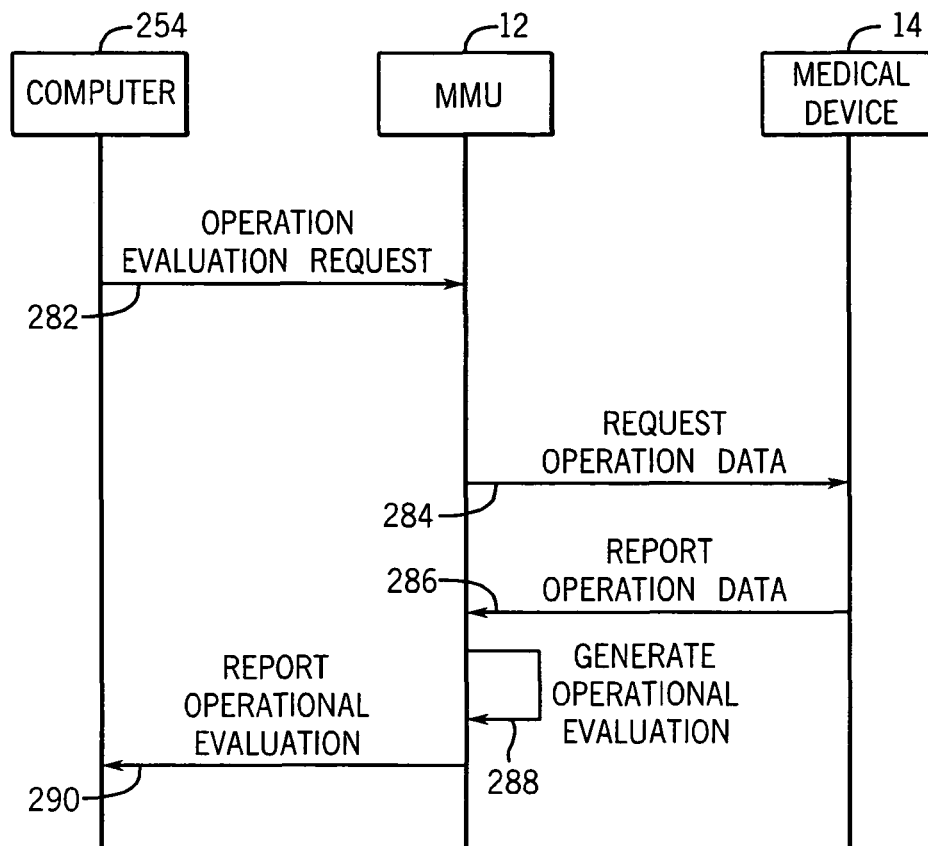 254
12
14
COMPUTER
MMU
MEDICAL
DEVICE
OPERATION
EVALUATION REQUEST
282
REQUEST
OPERATION DATA
284
REPORT
OPERATION DATA
286
GENERATE
OPERATIONAL
EVALUATION
288
REPORT
OPERATIONAL
EVALUATION
290